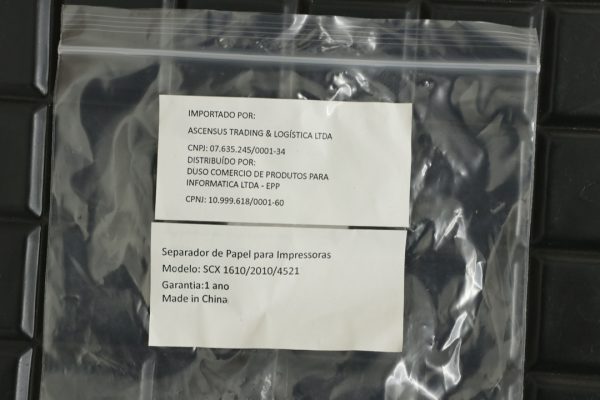 IMPORTADO POR:
ASCENSUS TRADING & LOGÍSTICA LTDA
CNPJ: 07.635.245/0001-34
DISTRIBUÍDO POR:
DUSO COMERCIO DE PRODUTOS PARA
INFORMATICA LTDA - EPP
CPNJ: 10.999.618/0001-60
Separador de Papel para Impressoras
Modelo: SCX 1610/2010/4521
Garantia:1 ano
Made in China